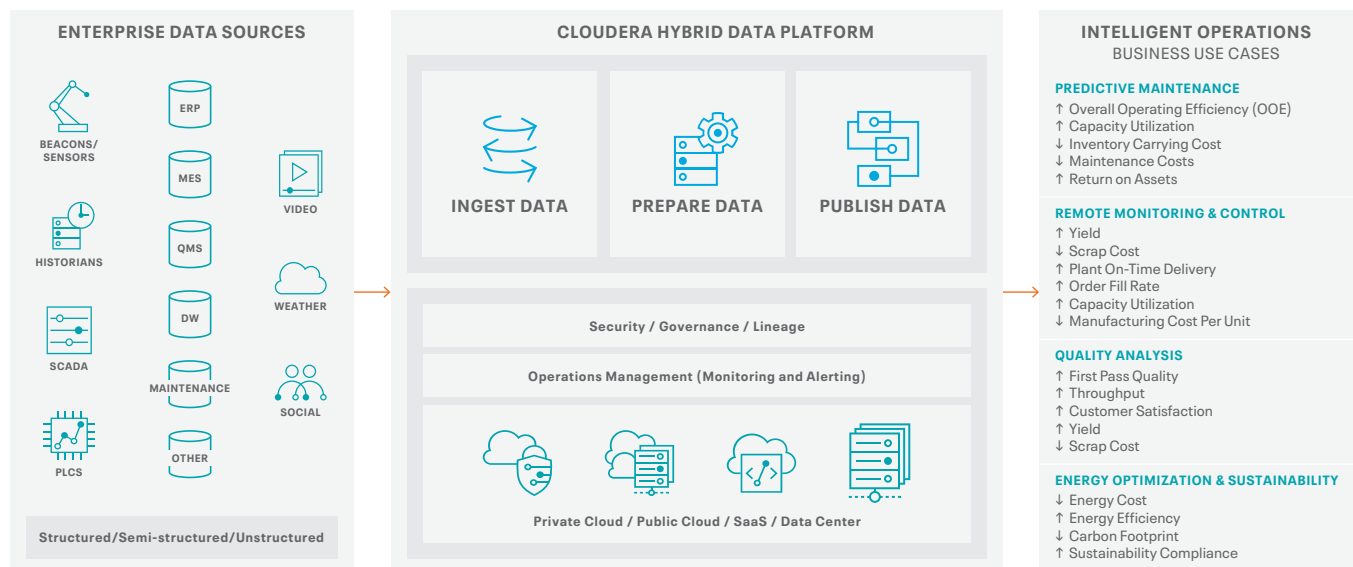 ENTERPRISE DATA SOURCES
BEACONS/
SENSORS
HISTORIANS
SCADA
PLCS
ERP
MES
QMS
DW
MAINTENANCE
OTHER
VIDEO
WEATHER
SOCIAL
Structured/Semi-structured/Unstructured
CLOUDERA HYBRID DATA PLATFORM
INGEST DATA
PREPARE DATA
PUBLISH DATA
Security / Governance / Lineage
Operations Management (Monitoring and Alerting)
Private Cloud / Public Cloud / SaaS / Data Center
INTELLIGENT OPERATIONS
BUSINESS USE CASES
PREDICTIVE MAINTENANCE
↑ Overall Operating Efficiency (OOE)
↑ Capacity Utilization
↓ Inventory Carrying Cost
↓ Maintenance Costs
↑ Return on Assets
REMOTE MONITORING & CONTROL
↑ Yield
↓ Scrap Cost
↑ Plant On-Time Delivery
↑ Order Fill Rate
↑ Capacity Utilization
↓ Manufacturing Cost Per Unit
QUALITY ANALYSIS
↑ First Pass Quality
↑ Throughput
↑ Customer Satisfaction
↑ Yield
↓ Scrap Cost
ENERGY OPTIMIZATION & SUSTAINABILITY
↓ Energy Cost
↑ Energy Efficiency
↓ Carbon Footprint
↑ Sustainability Compliance